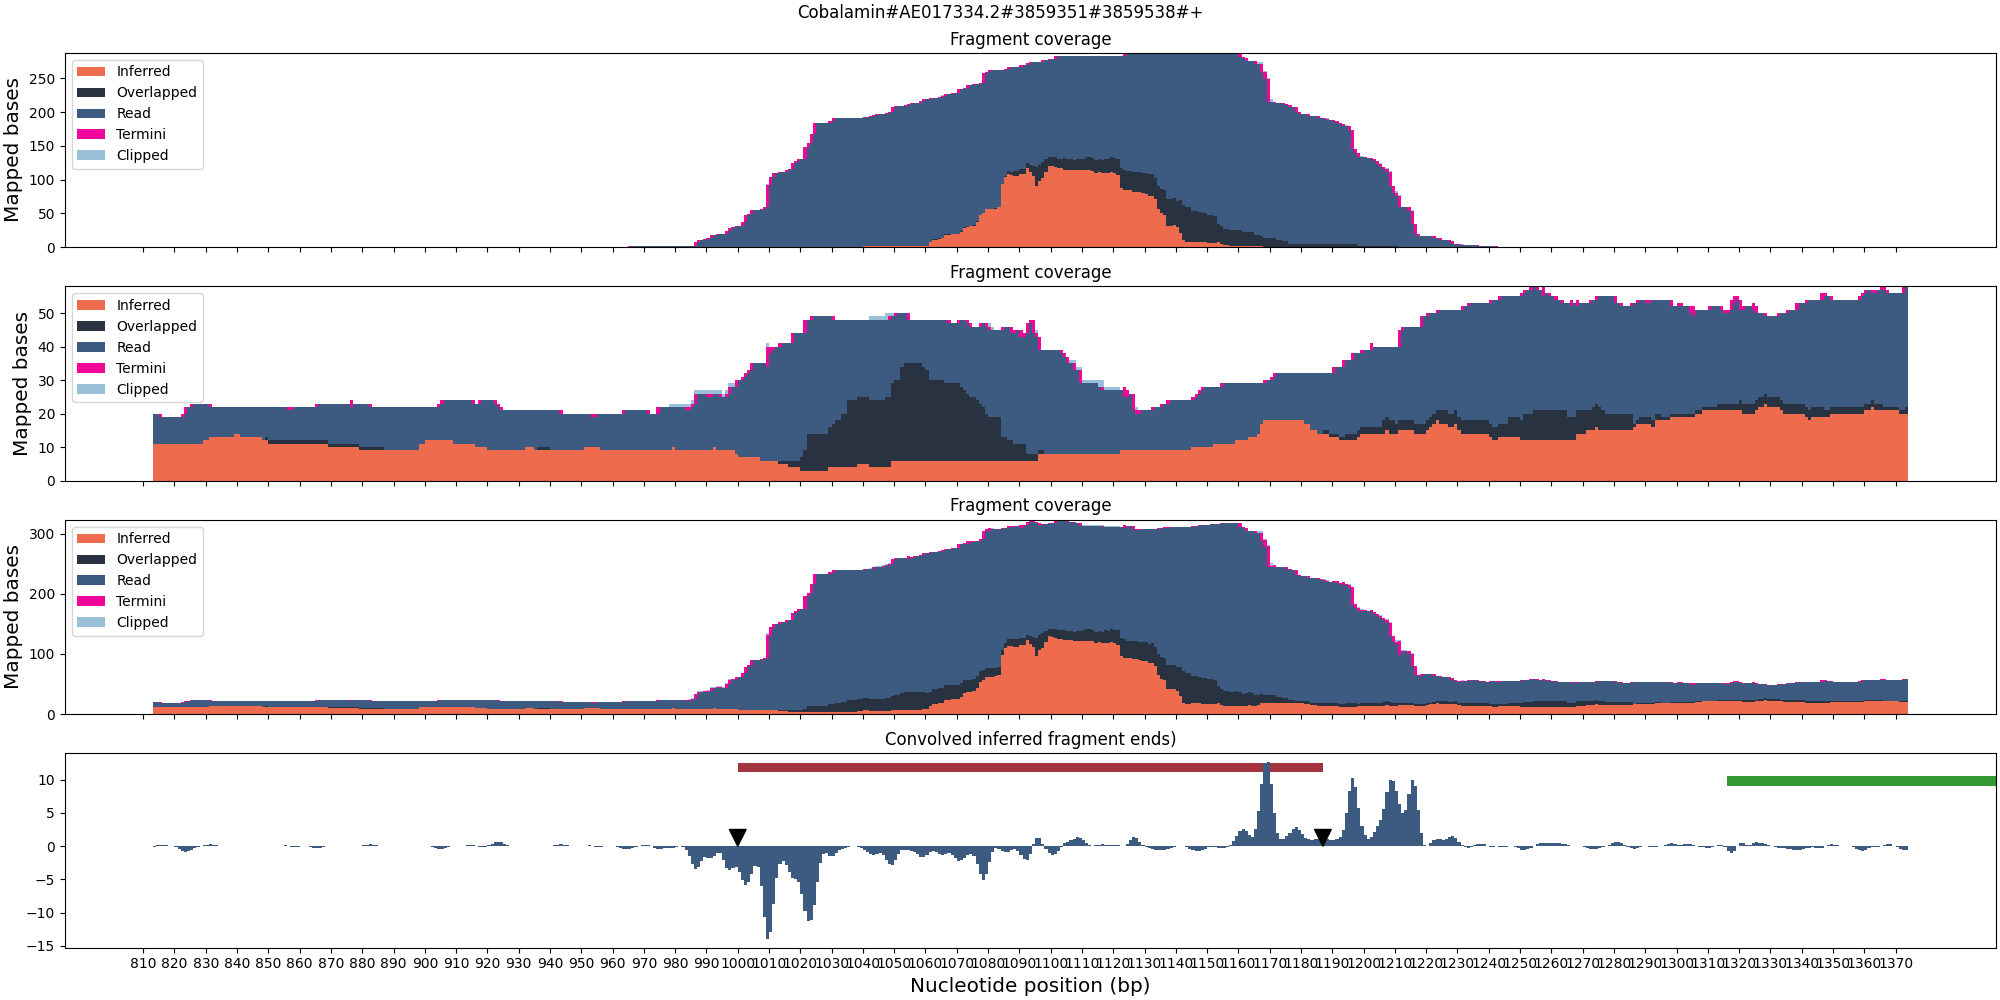 Cobalamin#AE017334.2#3859351#3859538#+
Fragment coverage
Mapped bases
250
200
150
100
50
0
Inferred
Overlapped
Read
Termini
Clipped
Fragment coverage
Mapped bases
50
40
30
20
10
0
Inferred
Overlapped
Read
Termini
Clipped
Fragment coverage
Mapped bases
300
200
100
0
Inferred
Overlapped
Read
Termini
Clipped
Convolved inferred fragment ends)
10
5
0
−5
−10
−15
810 820 830 840 850 860 870 880 890 900 910 920 930 940 950 960 970 980 990 1000 1010 1020 1030 1040 1050 1060 1070 1080 1090 1100 1110 1120 1130 1140 1150 1160 1170 1180 1190 1200 1210 1220 1230 1240 1250 1260 1270 1280 1290 1300 1310 1320 1330 1340 1350 1360 1370
Nucleotide position (bp)